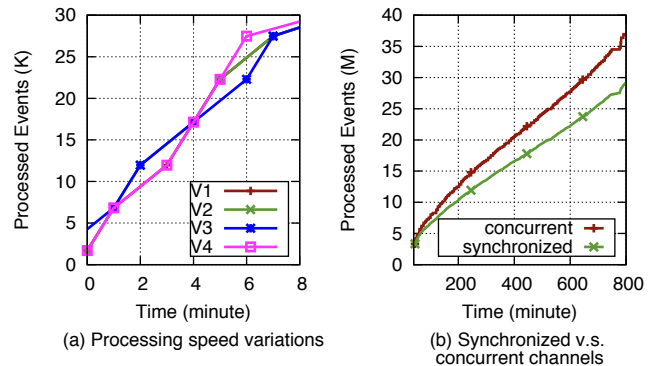 Processed Events (K)
30
25
20
15
10
5
0
V1
V2
V3
V4
0 2 4 6 8
Time (minute)
(a) Processing speed variations
Processed Events (M)
40
35
30
25
20
15
10
5
0
concurrent
synchronized
200 400 600 800
Time (minute)
(b) Synchronized v.s.
concurrent channels